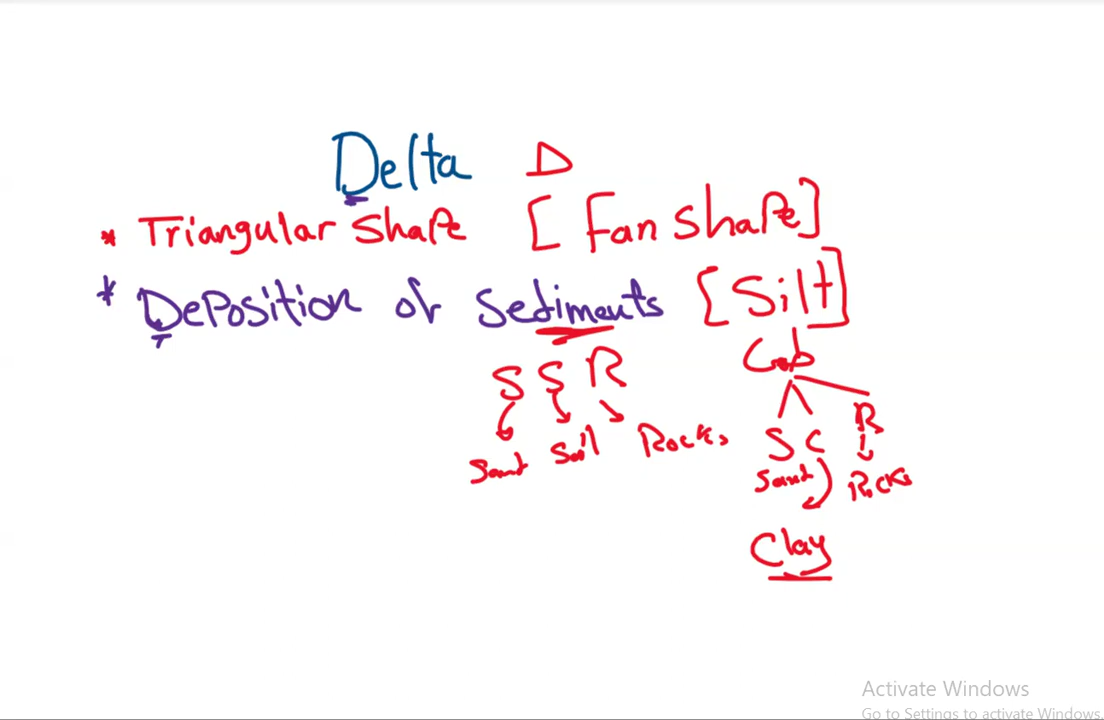 Delta D
* Triangular Shape [Fan Shape]
* Deposition of Sediments [Silt]
S S R
Sand Soil Rocks
S C R
Sand Rocks
Clay
Activate Windows
Go to Settings to activate Windows.